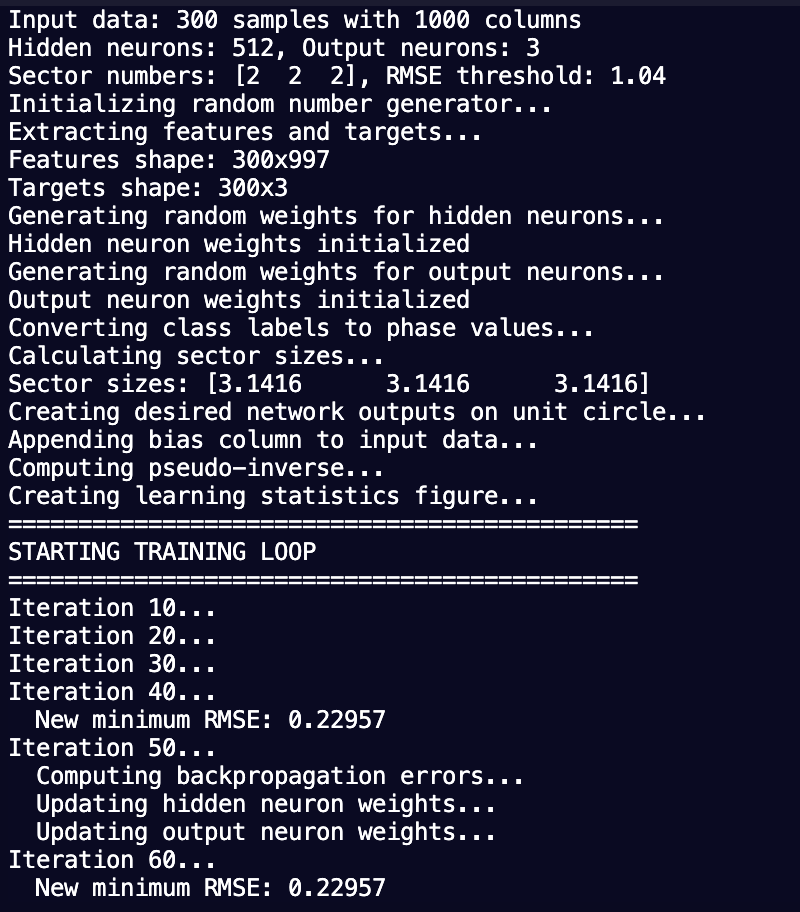 Input data: 300 samples with 1000 columns
Hidden neurons: 512, Output neurons: 3
Sector numbers: [2  2  2], RMSE threshold: 1.04
Initializing random number generator...
Extracting features and targets...
Features shape: 300x997
Targets shape: 300x3
Generating random weights for hidden neurons...
Hidden neuron weights initialized
Generating random weights for output neurons...
Output neuron weights initialized
Converting class labels to phase values...
Calculating sector sizes...
Sector sizes: [3.1416      3.1416      3.1416]
Creating desired network outputs on unit circle...
Appending bias column to input data...
Computing pseudo-inverse...
Creating learning statistics figure...
=============================================
STARTING TRAINING LOOP
=============================================
Iteration 10...
Iteration 20...
Iteration 30...
Iteration 40...
  New minimum RMSE: 0.22957
Iteration 50...
  Computing backpropagation errors...
  Updating hidden neuron weights...
  Updating output neuron weights...
Iteration 60...
  New minimum RMSE: 0.22957